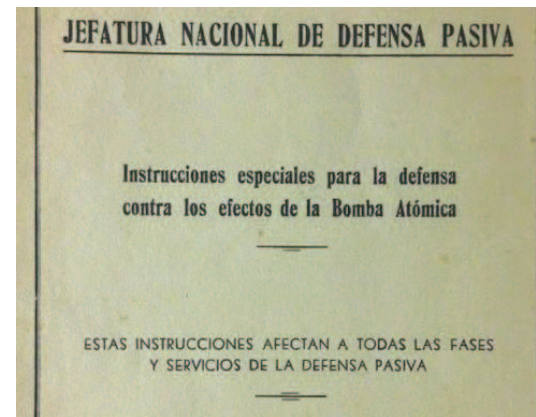 JEFATURA NACIONAL DE DEFENSA PASIVA
Instrucciones especiales para la defensa
contra los efectos de la Bomba Atómica
ESTAS INSTRUCCIONES AFECTAN A TODAS LAS FASES
Y SERVICIOS DE LA DEFENSA PASIVA